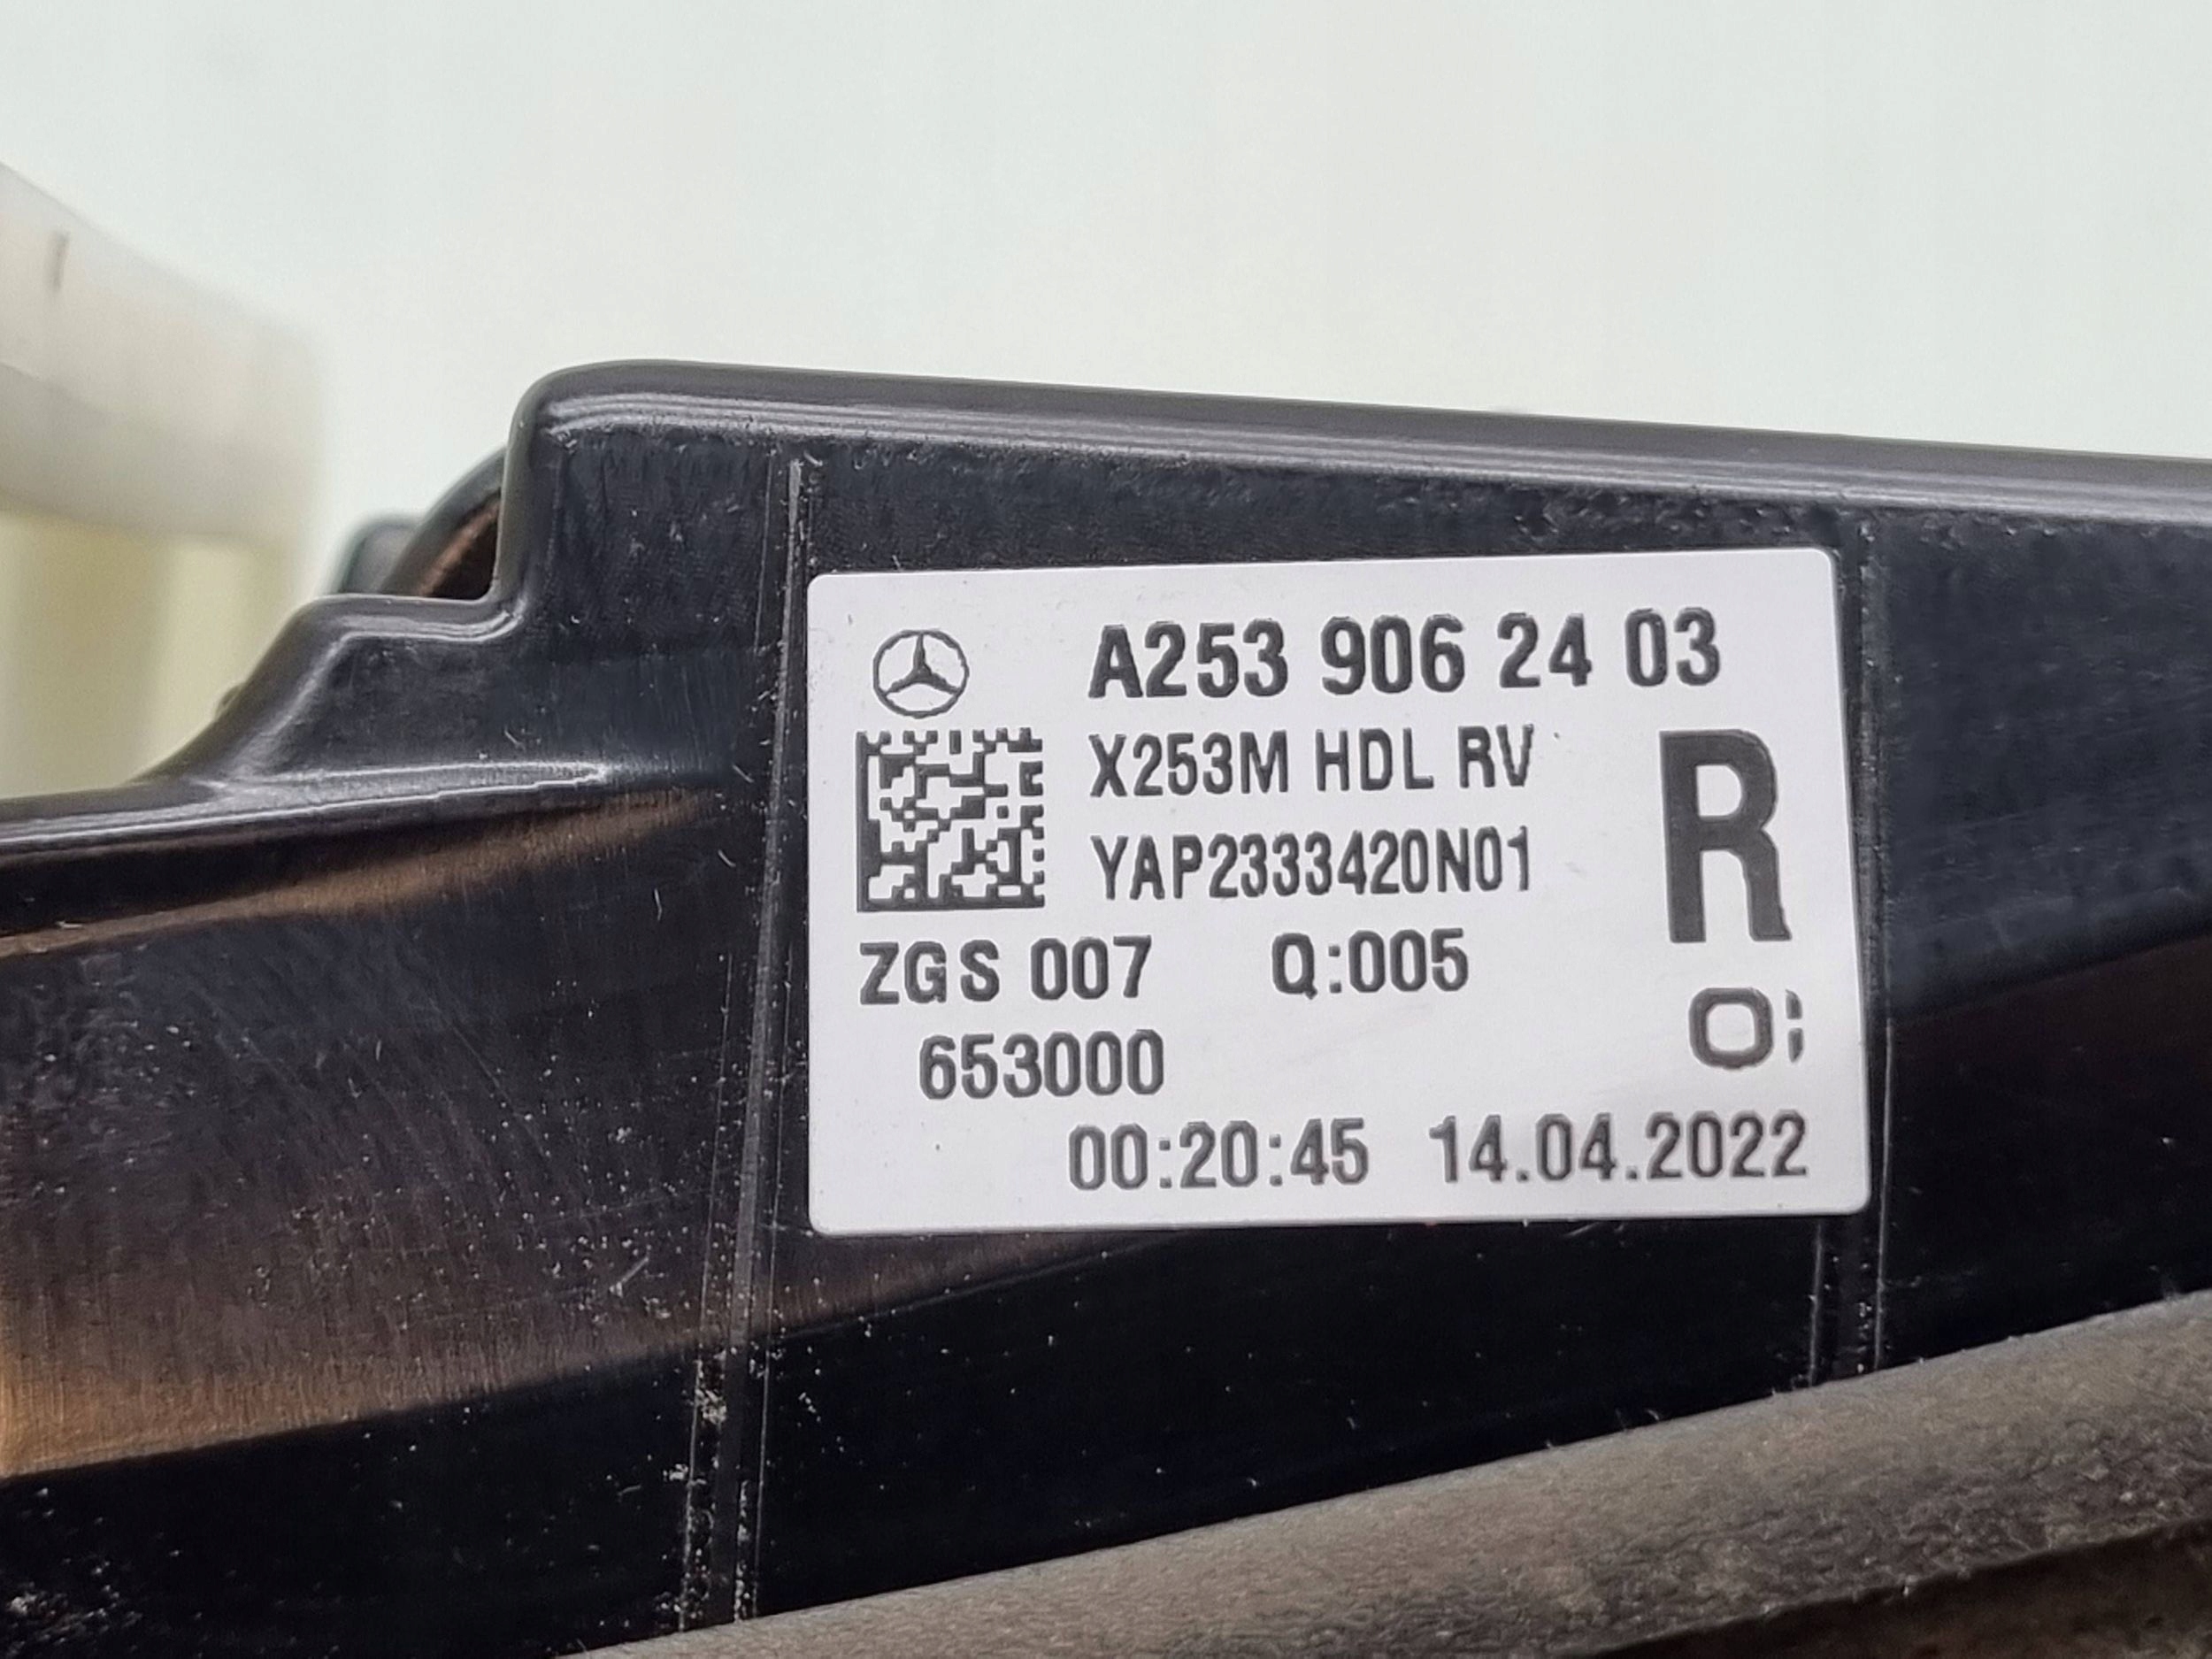 A253 906 24 03
X253M HDL RV
R
YAP2333420N01
ZGS 007 Q:005
653000
00:20:45 14.04.2022